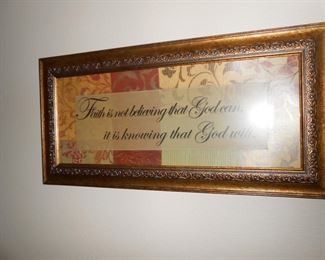 Faith is not believing that God can,
it is knowing that God will.